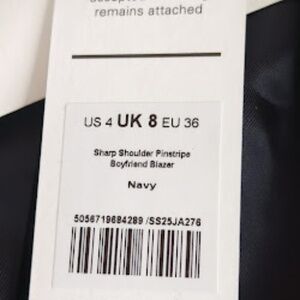 remains attached
US 4 UK 8 EU 36
Sharp Shoulder Pinstripe
Boyfriend Blazer
Navy
5056719684289 /SS25JA276